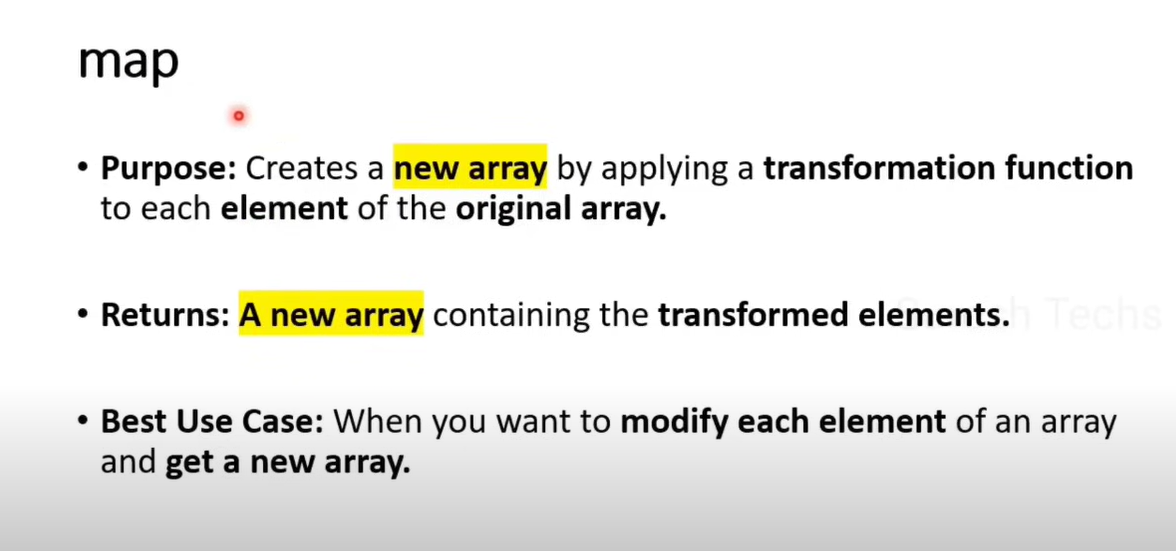 map
• Purpose: Creates a new array by applying a transformation function
to each element of the original array.
• Returns: A new array containing the transformed elements.
• Best Use Case: When you want to modify each element of an array
and get a new array.
Techs